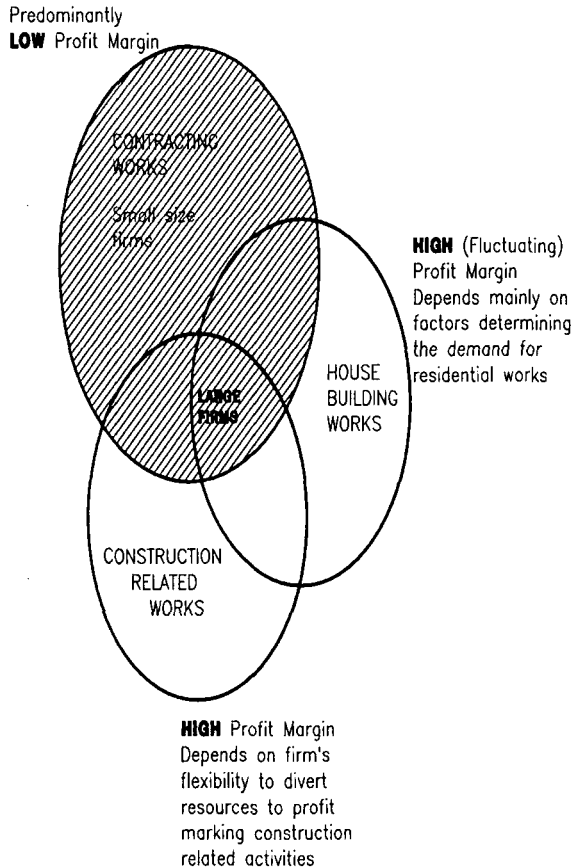 Predominantly
LOW Profit Margin
CONTRACTING
WORKS
Small size
firms
HIGH (Fluctuating)
Profit Margin
Depends mainly on
factors determining
the demand for
residential works
HOUSE
BUILDING
WORKS
LARGE
FIRMS
CONSTRUCTION
RELATED
WORKS
HIGH Profit Margin
Depends on firm's
flexibility to divert
resources to profit
marking construction
related activities